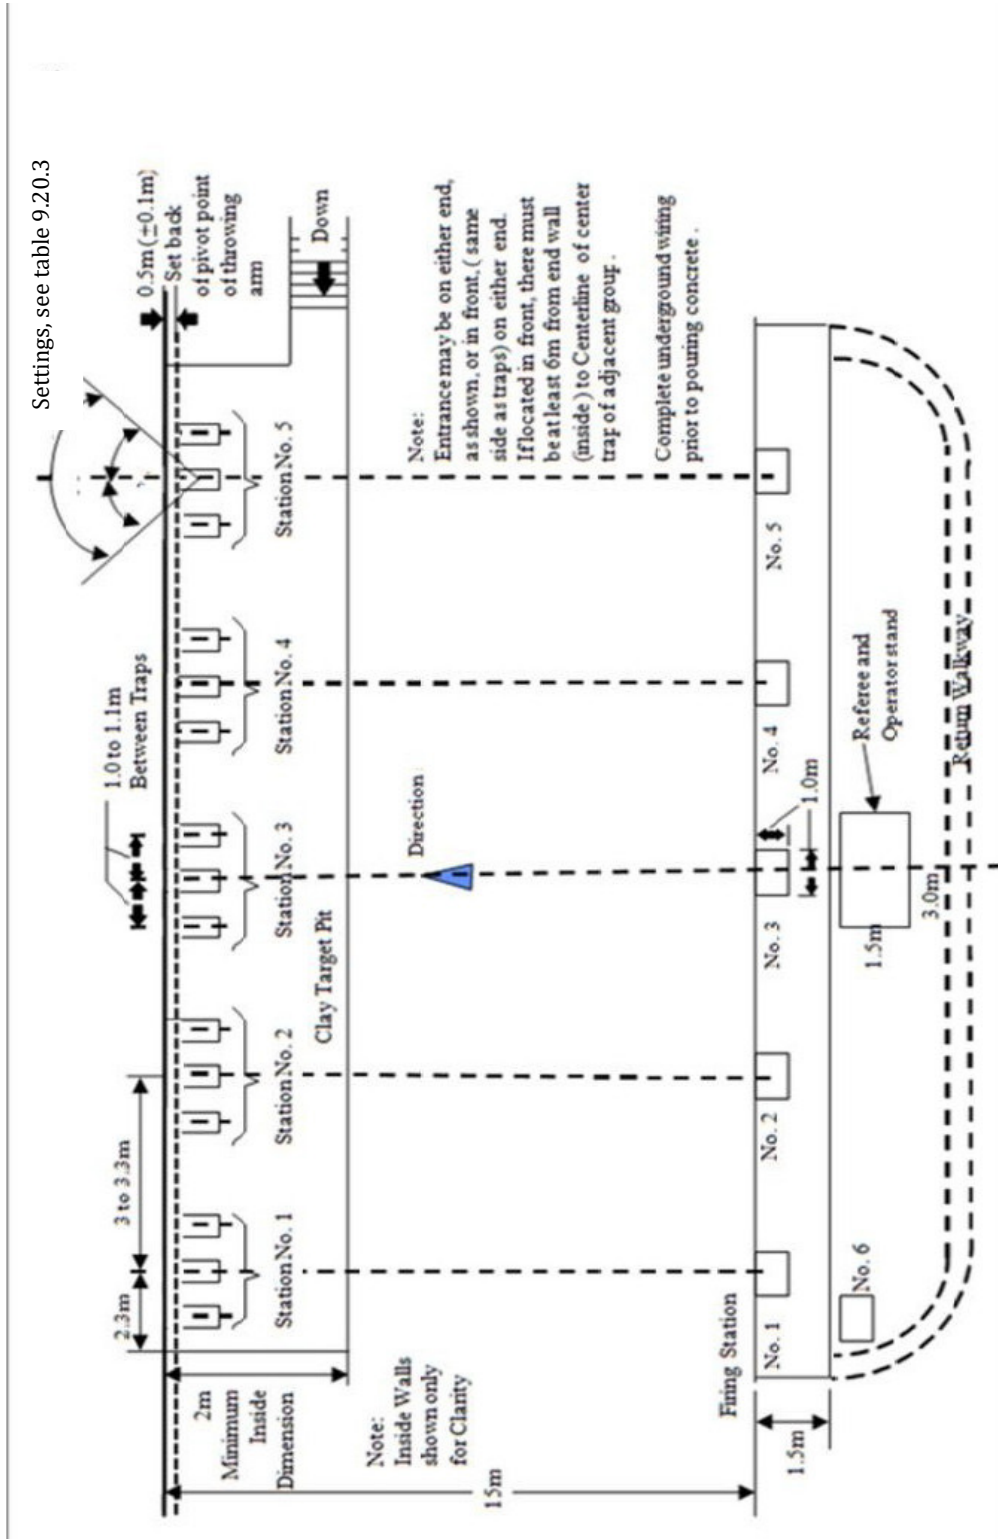 Settings, see table 9.20.3
0.5m (±0.1m)
Set back
of pivot point
of throwing
arm
Down
1.0 to 1.1m
Between Traps
3 to 3.3m
2.3m
Station No. 1
Station No. 2
Station No. 3
Station No. 4
Station No. 5
Clay Target Pit
2m
Minimum
Inside
Dimension
Note:
Inside Walls
shown only
for Clarity
15m
Direction
Note:
Entrance may be on either end,
as shown, or in front, ( same
side as traps) on either end.
If located in front, there must
be at least 6m from end wall
(inside) to Centerline of center
trap of adjacent group.
Complete underground wiring
prior to pouring concrete.
Firing Station
No. 1
No. 2
No. 3
No. 4
No. 5
1.0m
1.5m
No. 6
1.5m
3.0m
Referee and
Operator stand
Return Walkway